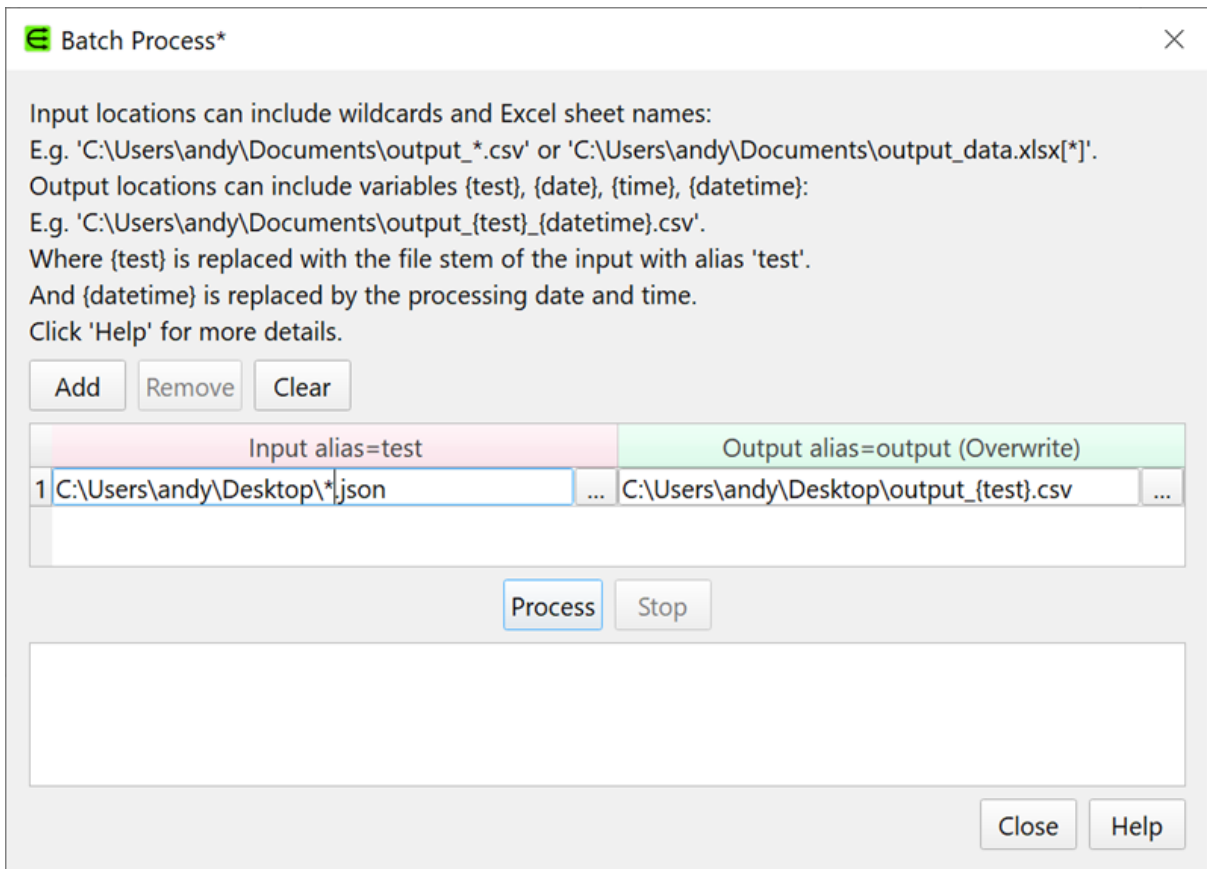 Batch Process*
Input locations can include wildcards and Excel sheet names:
E.g. 'C:\Users\andy\Documents\output_*.csv' or 'C:\Users\andy\Documents\output_data.xlsx[*]'.
Output locations can include variables {test}, {date}, {time}, {datetime}:
E.g. 'C:\Users\andy\Documents\output_{test}_{datetime}.csv'.
Where {test} is replaced with the file stem of the input with alias 'test'.
And {datetime} is replaced by the processing date and time.
Click 'Help' for more details.
Add Remove Clear
Input alias=test Output alias=output (Overwrite)
1 C:\Users\andy\Desktop\*.json ... C:\Users\andy\Desktop\output_{test}.csv ...
Process Stop
Close Help